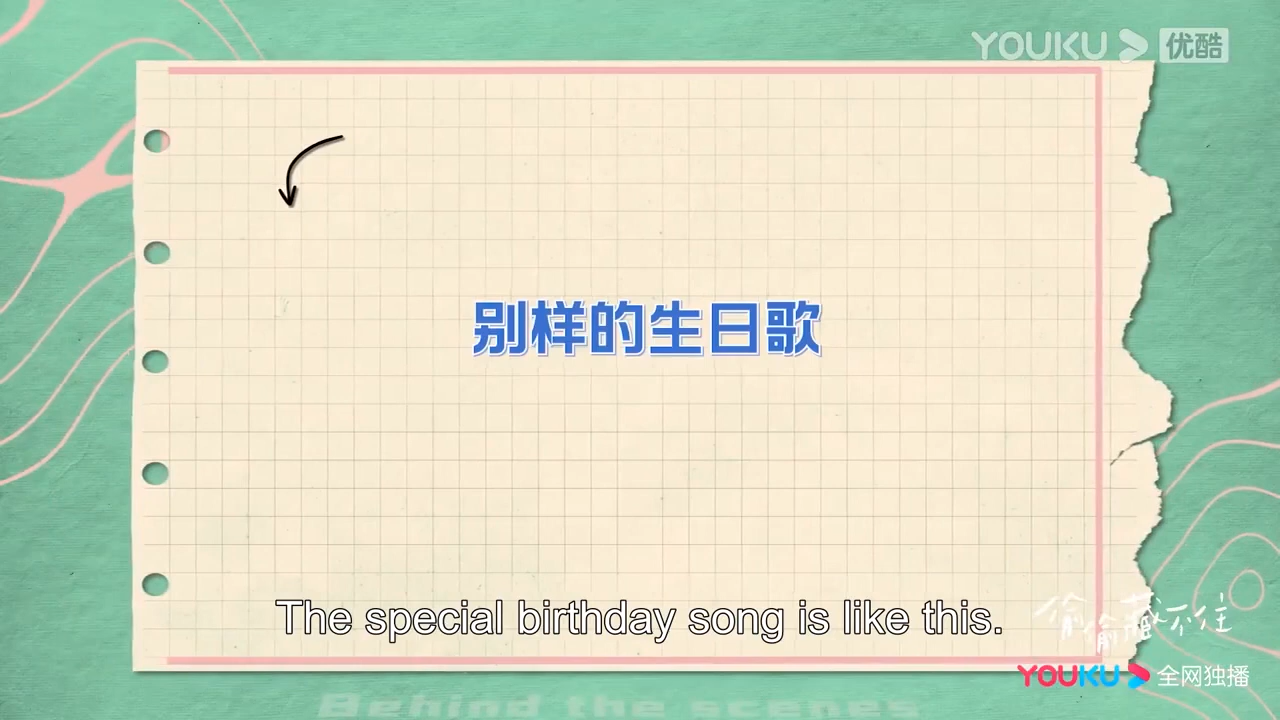 YOUKU 优酷
别样的生日歌
The special birthday song is like this.
偷偷藏不住
YOUKU 全网独播
Behind the scenes